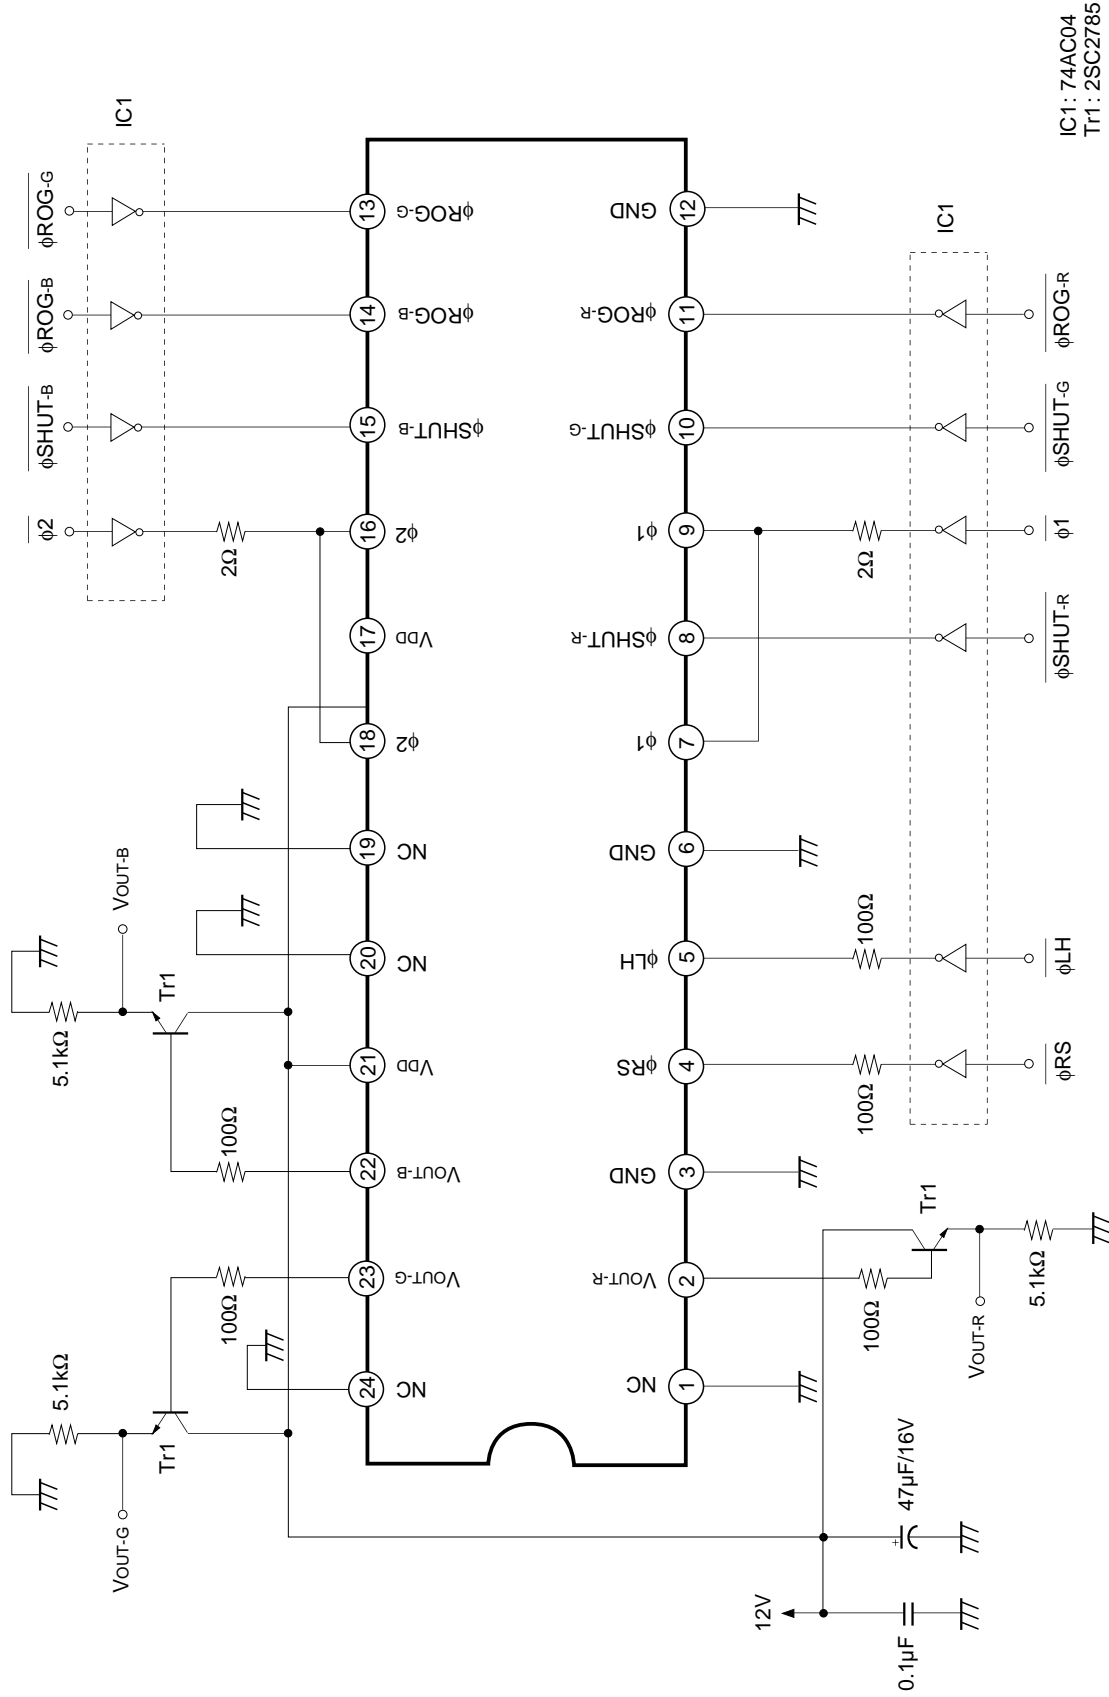 φ2 φSHUT-B φROG-B φROG-G
5.1kΩ 5.1kΩ
VOUT-G VOUT-B IC1
Tr1 Tr1
100Ω 100Ω 2Ω
24 23 22 21 20 19 18 17 16 15 14 13
NC VOUT-G VOUT-B VDD NC NC φ2 VDD φ2 φSHUT-B φROG-B φROG-G
NC VOUT-R GND φRS φLH GND φ1 φSHUT-R φ1 φSHUT-G φROG-R GND
1 2 3 4 5 6 7 8 9 10 11 12
12V
100Ω 100Ω 100Ω 2Ω
0.1µF 47µF/16V Tr1 IC1
VOUT-R
5.1kΩ
φRS φLH φSHUT-R φ1 φSHUT-G φROG-R
IC1: 74AC04
Tr1: 2SC2785